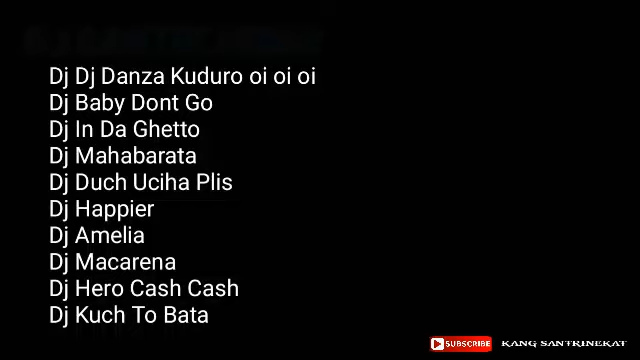 Dj Dj Danza Kuduro oi oi oi
Dj Baby Dont Go
Dj In Da Ghetto
Dj Mahabarata
Dj Duch Uciha Plis
Dj Happier
Dj Amelia
Dj Macarena
Dj Hero Cash Cash
Dj Kuch To Bata
SUBSCRIBE KANG SANTRINEKAT